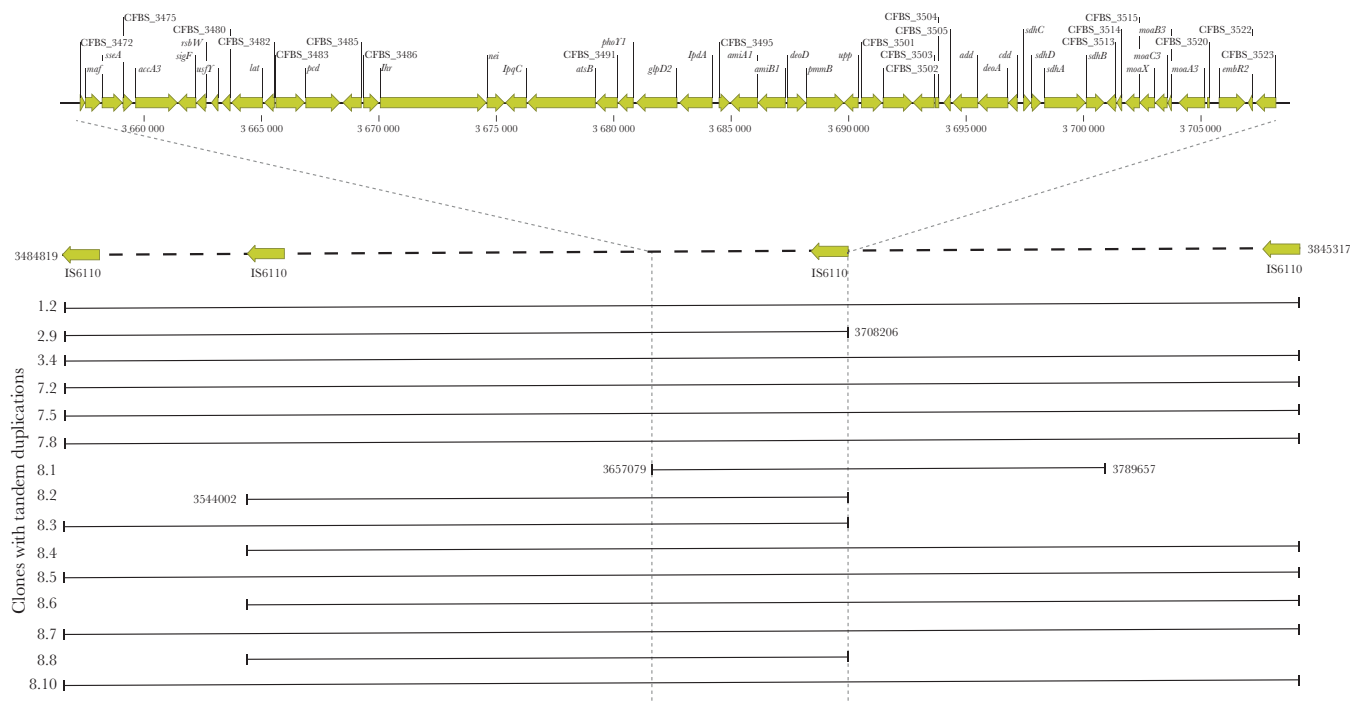 CFBS_3475
CFBS_3504
CFBS_3515
CFBS_3480
CFBS_3505
sdhC
CFBS_3514
moaB3
CFBS_3522
CFBS_3472
rsbW
CFBS_3482
CFBS_3485
phoY1
CFBS_3495
CFBS_3501
CFBS_3513
CFBS_3520
sseA
sigF
CFBS_3483
CFBS_3486
nei
CFBS_3491
lpdA
amiA1
deoD
upp
CFBS_3503
add
cdd
sdhD
sdhB
moaC3
CFBS_3523
maf
accA3
usfY
lat
pcd
lhr
lpqC
atsB
glpD2
amiB1
pmmB
CFBS_3502
deoA
sdhA
moaX
moaA3
embR2
3 660 000 3 665 000 3 670 000 3 675 000 3 680 000 3 685 000 3 690 000 3 695 000 3 700 000 3 705 000
3484819 3845317
IS6110 IS6110 IS6110 IS6110
Clones with tandem duplications
1.2
2.9 3708206
3.4
7.2
7.5
7.8
8.1 3657079 3789657
8.2 3544002
8.3
8.4
8.5
8.6
8.7
8.8
8.10